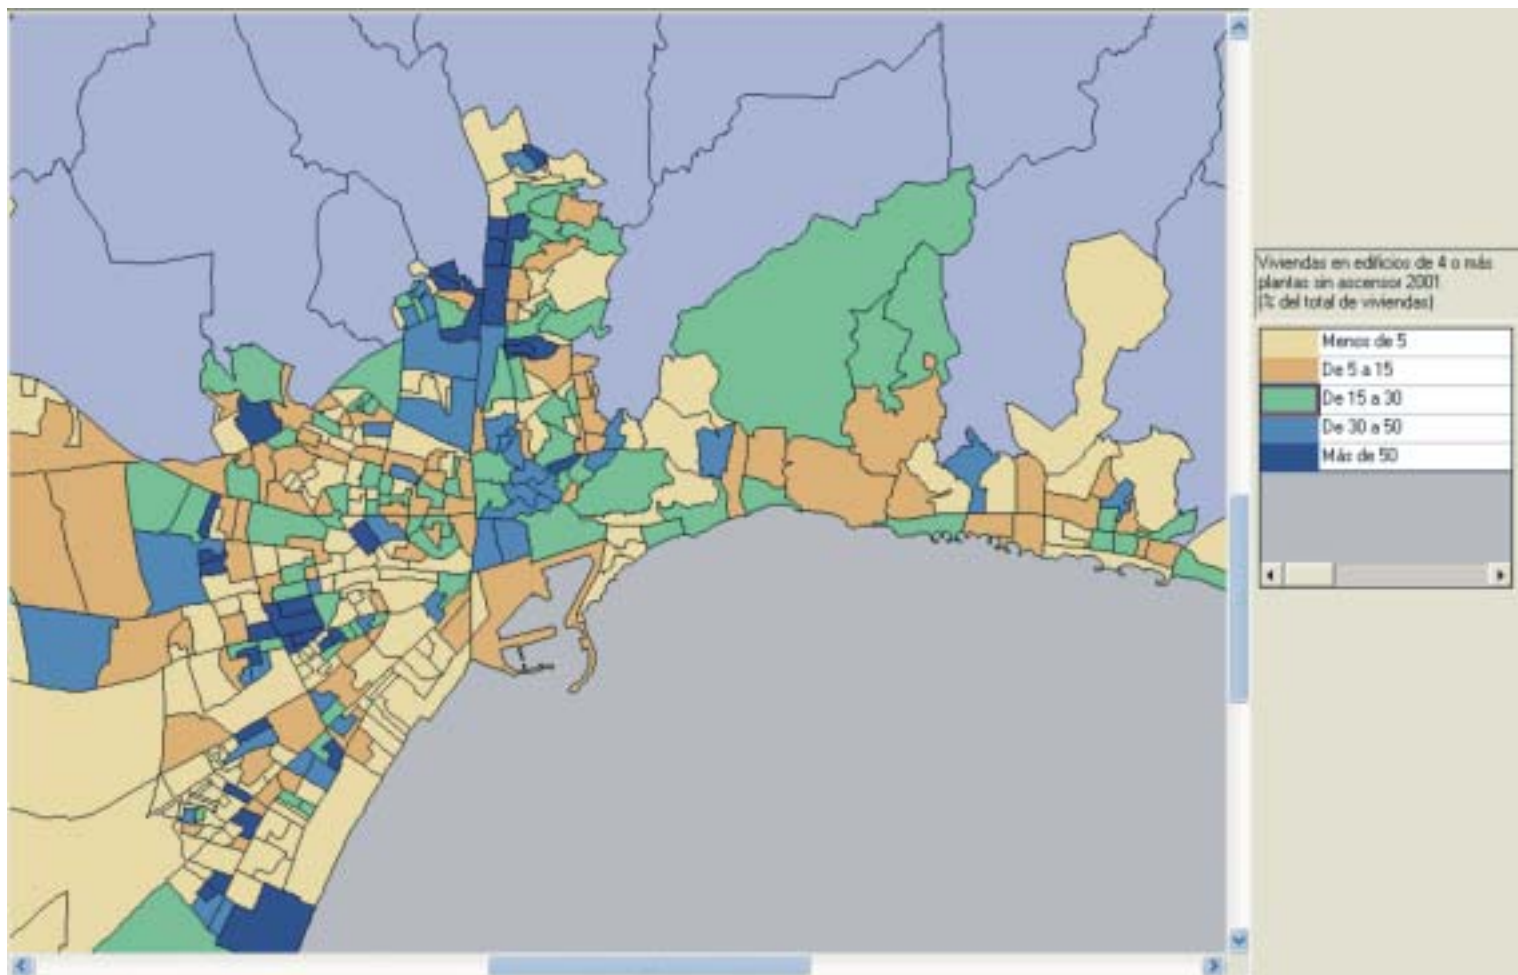 Viviendas en edificios de 4 o más
plantas sin ascensor 2001
(% del total de viviendas)
Menos de 5
De 5 a 15
De 15 a 30
De 30 a 50
Más de 50